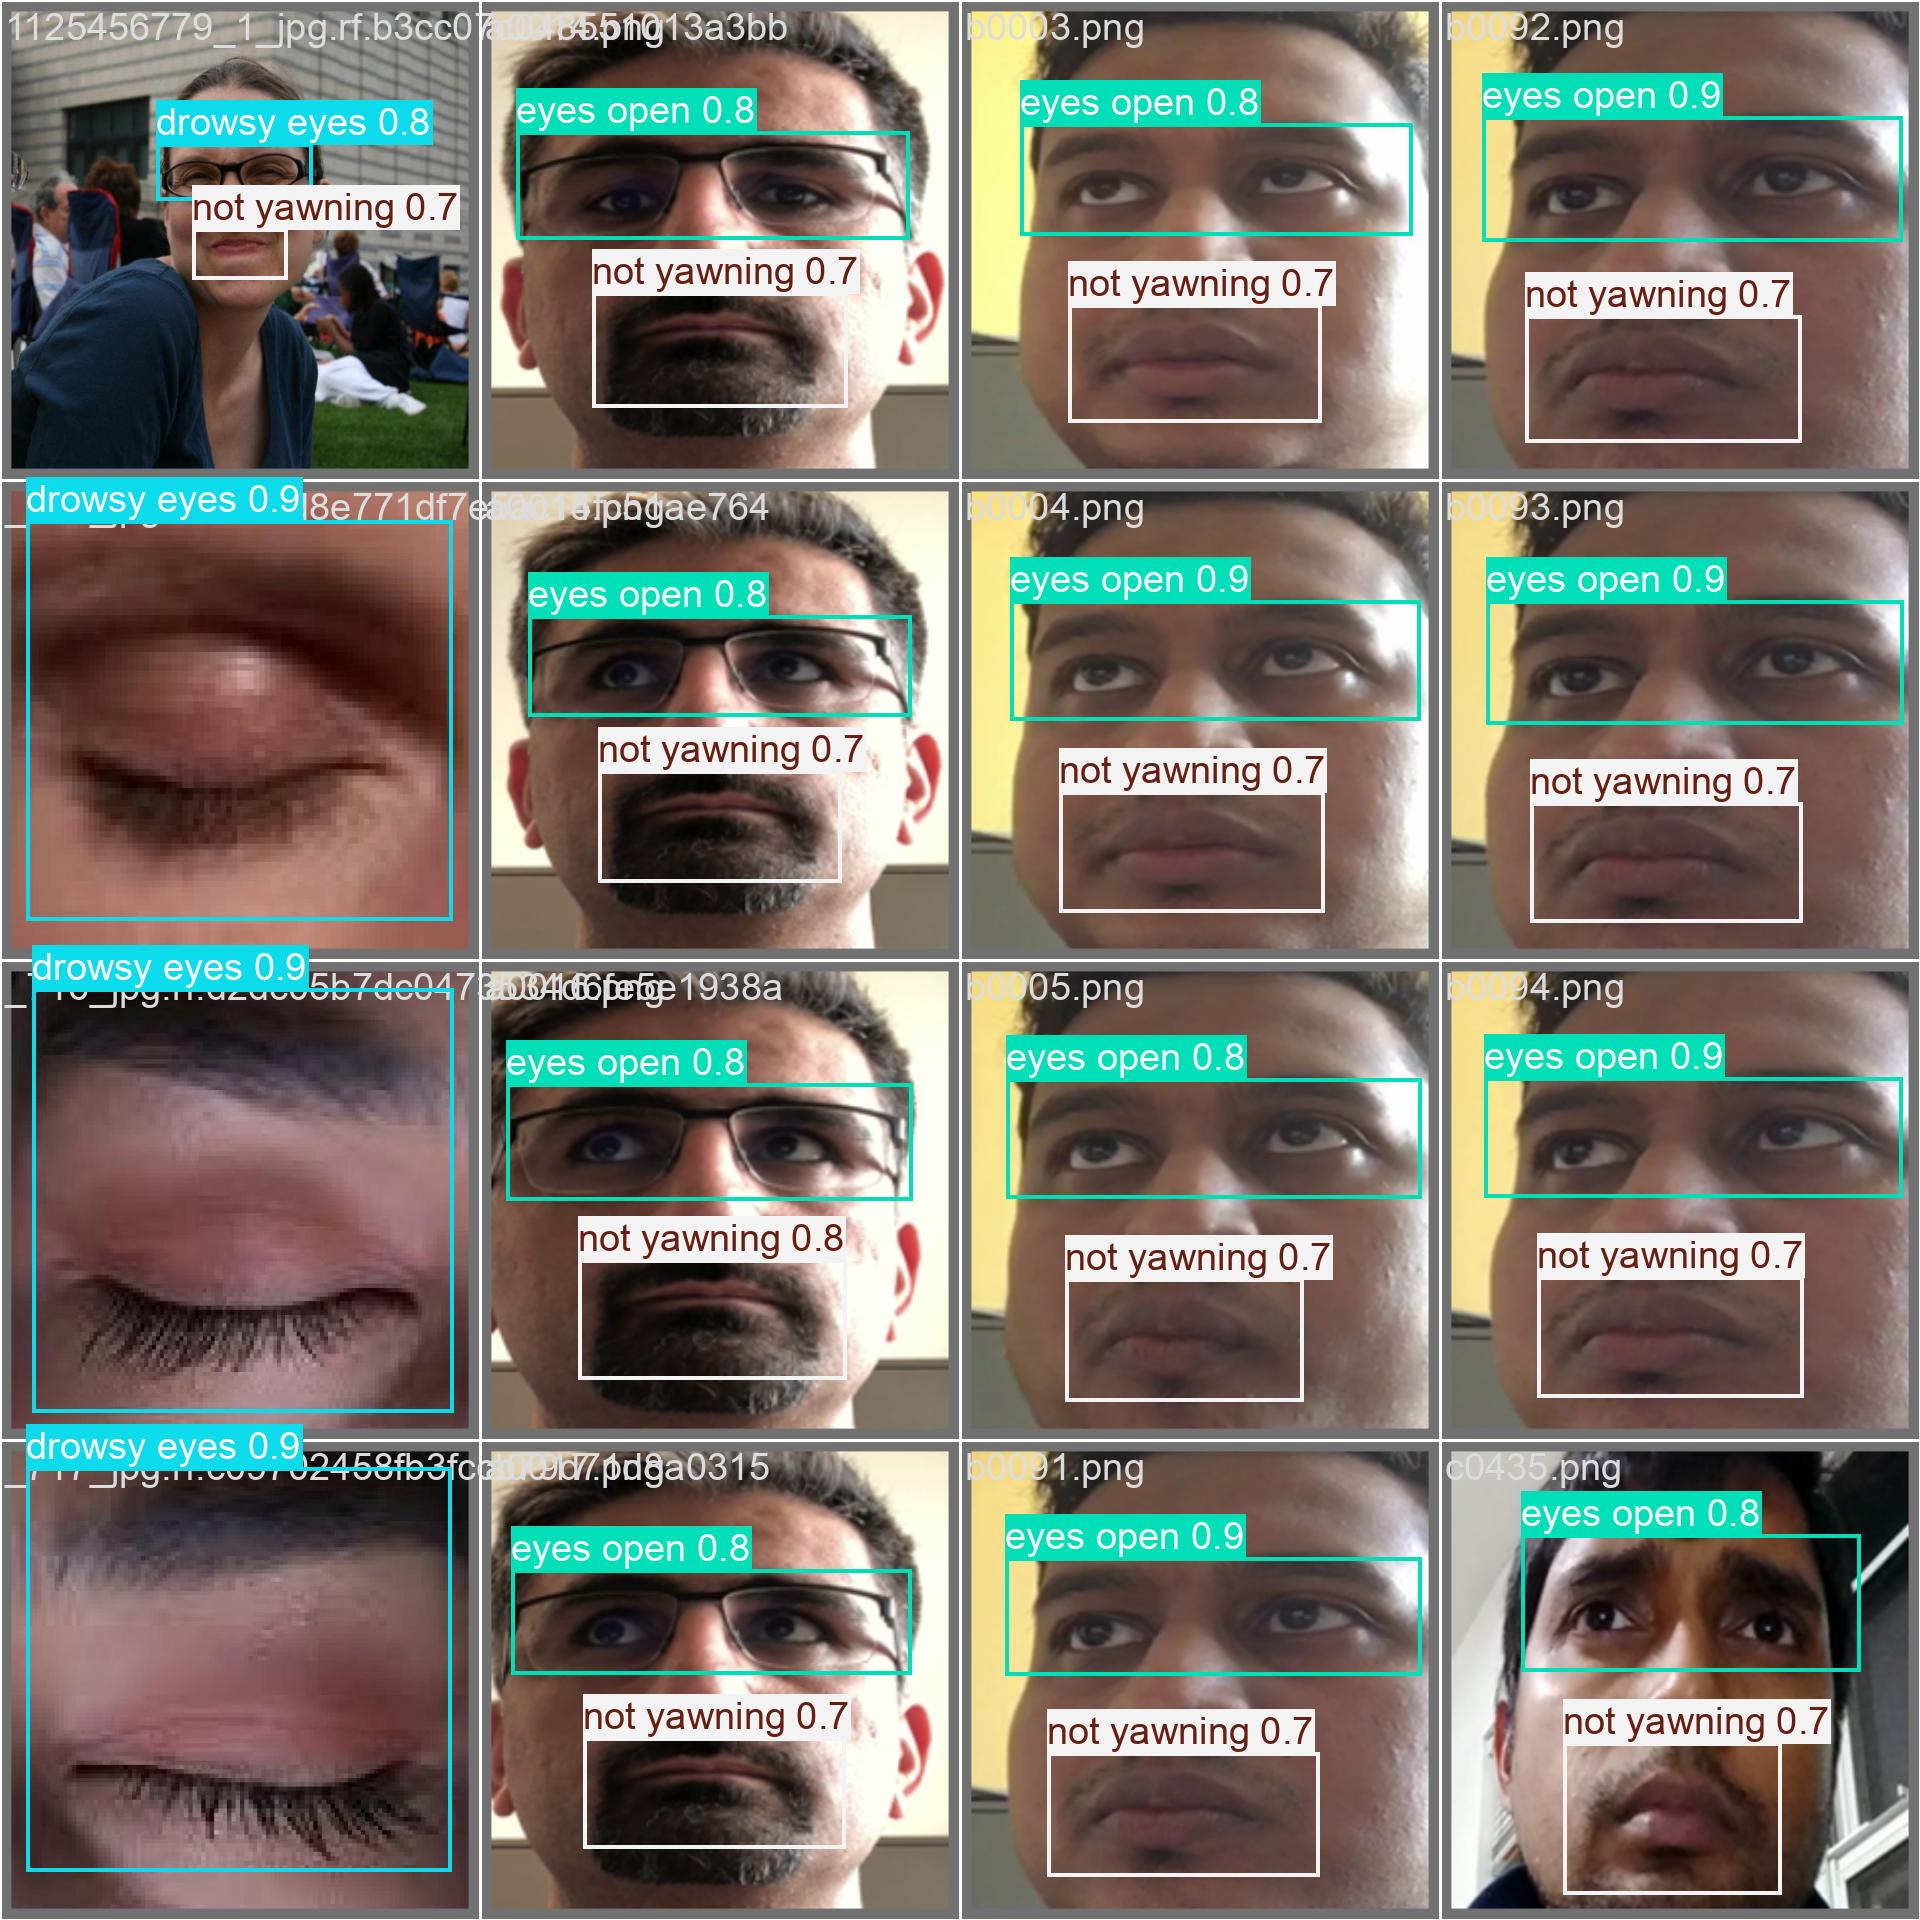 1125456779_1_jpg.rf.b3cc07
13a3bb
drowsy eyes 0.8
not yawning 0.7
eyes open 0.8
not yawning 0.7
b0003.png
eyes open 0.8
not yawning 0.7
b0092.png
eyes open 0.9
not yawning 0.7
drowsy eyes 0.9
8e771df7e
ae764
eyes open 0.8
not yawning 0.7
b0004.png
eyes open 0.9
not yawning 0.7
b0093.png
eyes open 0.9
not yawning 0.7
drowsy eyes 0.9
5b7dc0473
e1938a
eyes open 0.8
not yawning 0.8
b0005.png
eyes open 0.8
not yawning 0.7
b0094.png
eyes open 0.9
not yawning 0.7
drowsy eyes 0.9
02458fb3fc
a0315
eyes open 0.8
not yawning 0.7
b0091.png
eyes open 0.9
not yawning 0.7
c0435.png
eyes open 0.8
not yawning 0.7